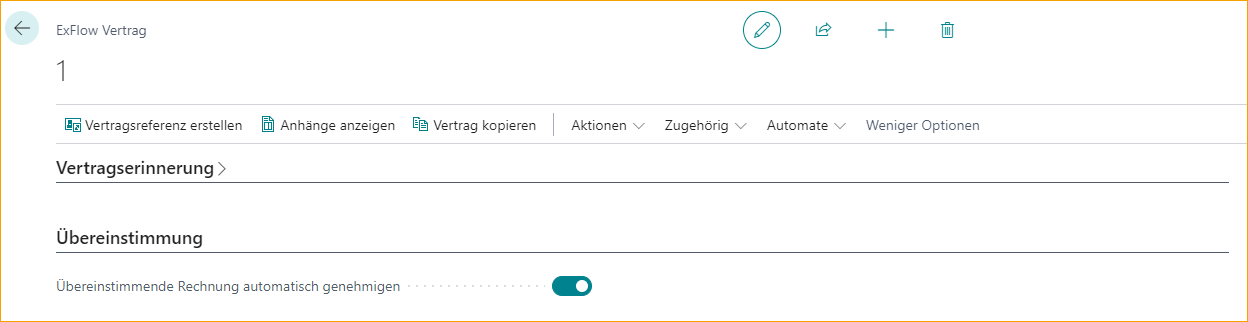 ExFlow Vertrag
1
Vertragsreferenz erstellen Anhänge anzeigen Vertrag kopieren Aktionen Zugehörig Automate Weniger Optionen
Vertragserinnerung
Übereinstimmung
Übereinstimmende Rechnung automatisch genehmigen